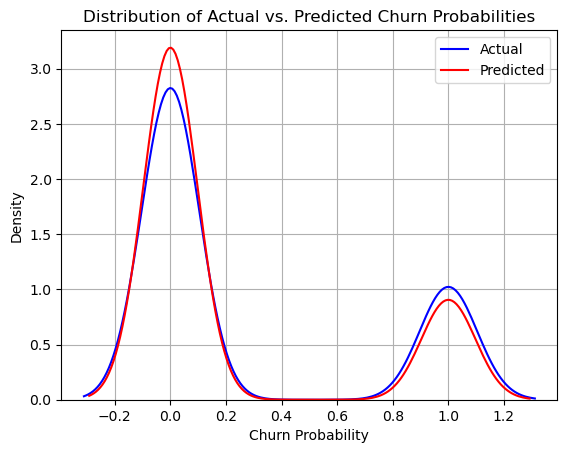 Distribution of Actual vs. Predicted Churn Probabilities
Actual
Predicted
Density
3.0
2.5
2.0
1.5
1.0
0.5
0.0
−0.2 0.0 0.2 0.4 0.6 0.8 1.0 1.2
Churn Probability